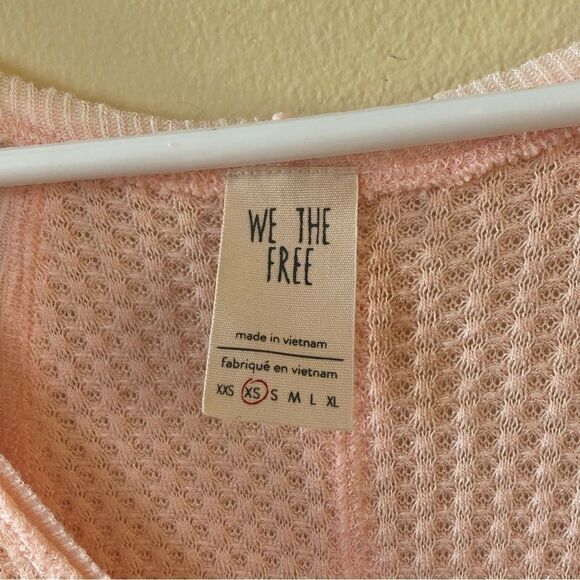 WE THE
FREE
made in vietnam
fabriqué en vietnam
XXS XS S M L XL